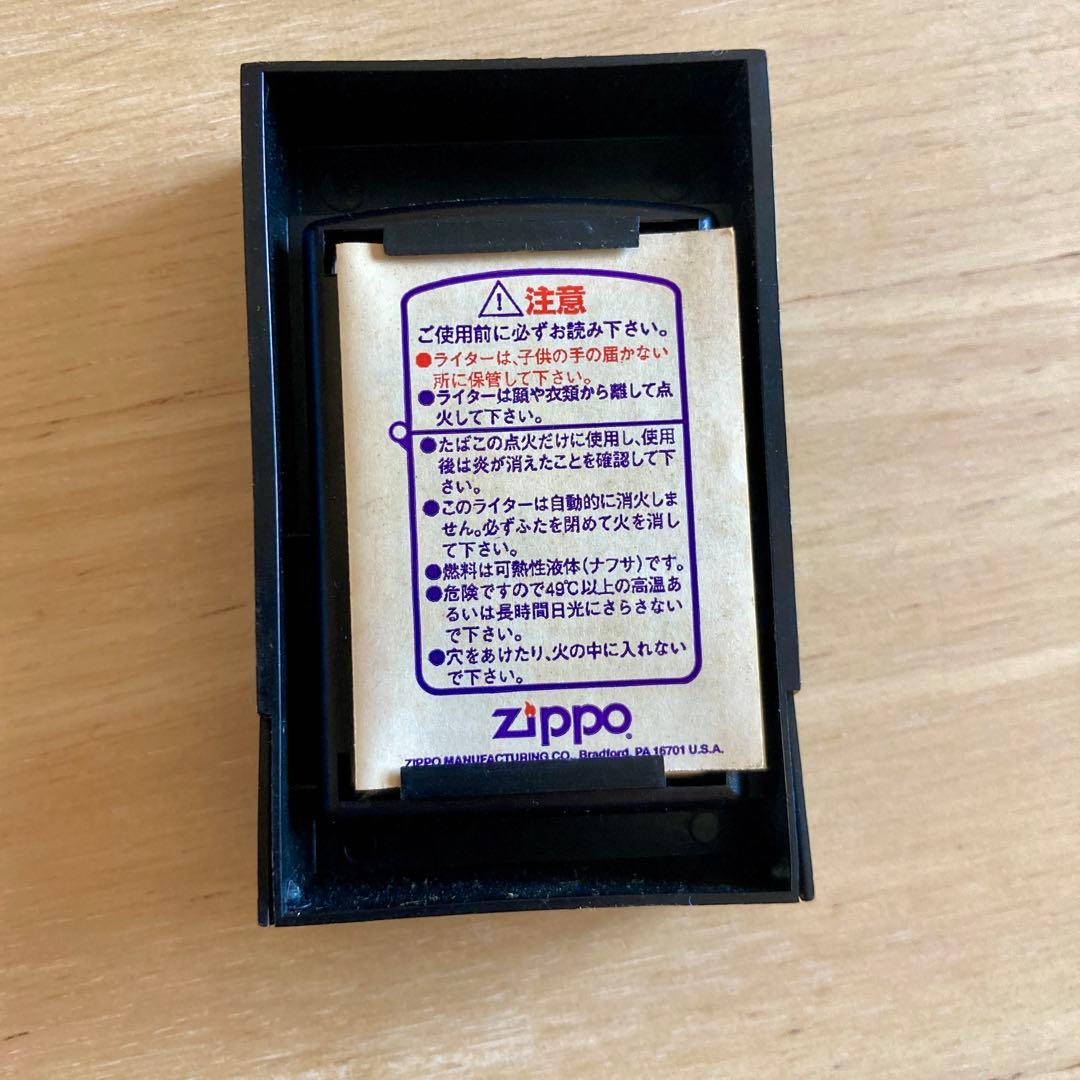 注意
ご使用前に必ずお読み下さい。
●ライターは、子供の手の届かない
所に保管して下さい。
●ライターは顔や衣類から離して点
火して下さい。
●たばこの点火だけに使用し、使用
後は炎が消えたことを確認して下
さい。
●このライターは自動的に消火しま
せん。必ずふたを閉めて火を消し
て下さい。
●燃料は可熱性液体(ナフサ)です。
●危険ですので49℃以上の高温あ
るいは長時間日光にさらさない
で下さい。
●穴をあけたり、火の中に入れない
で下さい。
zippo®
ZIPPO MANUFACTURING CO., Bradford, PA 16701 U.S.A.